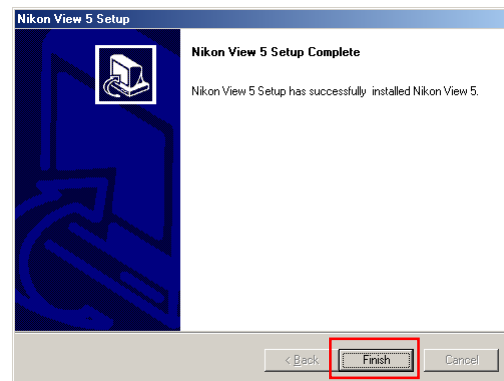 Nikon View 5 Setup
Nikon View 5 Setup Complete
Nikon View 5 Setup has successfully installed Nikon View 5.
< Back
Finish
Cancel